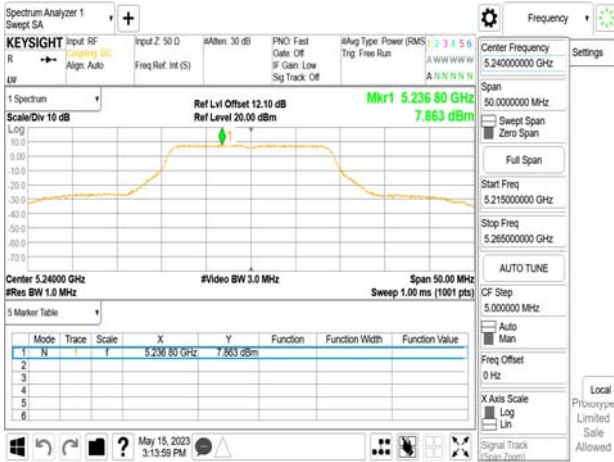 Spectrum Analyzer 1
Swept SA
+
Frequency
KEYSIGHT
Input: RF
Coupling: DC
Align: Auto
Input Z: 50 Ω
Freq Ref: Int (S)
#Atten: 30 dB
PNO: Fast
Gate: Off
IF Gain: Low
Sig Track: Off
#Avg Type: Power (RMS
Trig: Free Run
1 2 3 4 5 6
A W W W W W
A N N N N N
R
1 Spectrum
Scale/Div 10 dB
Ref Lvl Offset 12.10 dB
Ref Level 20.00 dBm
Mkr1 5.236 80 GHz
7.863 dBm
Log
10.0
0.00
-10.0
-20.0
-30.0
-40.0
-50.0
-60.0
-70.0
1
Center 5.24000 GHz
#Res BW 1.0 MHz
#Video BW 3.0 MHz
Span 50.00 MHz
Sweep 1.00 ms (1001 pts)
5 Marker Table
Mode Trace Scale X Y Function Function Width Function Value
1 N 1 f 5.236 80 GHz 7.863 dBm
2
3
4
5
6
May 15, 2023
3:13:59 PM
Center Frequency
5.240000000 GHz
Settings
Span
50.0000000 MHz
Swept Span
Zero Span
Full Span
Start Freq
5.215000000 GHz
Stop Freq
5.265000000 GHz
AUTO TUNE
CF Step
5.000000 MHz
Auto
Man
Freq Offset
0 Hz
X Axis Scale
Log
Lin
Signal Track
(Span Zoom)
Local
Prototype
Limited
Sale
Allowed